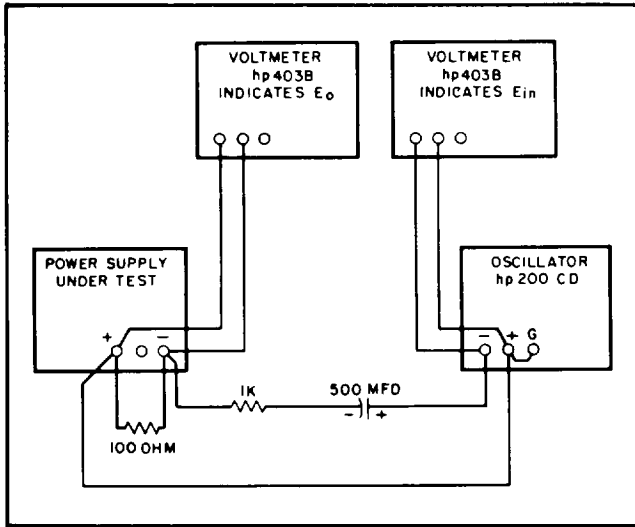 VOLTMETER
hp 403B
INDICATES Eo
VOLTMETER
hp 403B
INDICATES Ein
POWER SUPPLY
UNDER TEST
+ −
OSCILLATOR
hp 200 CD
− + G
1K
500 MFD
− +
100 OHM